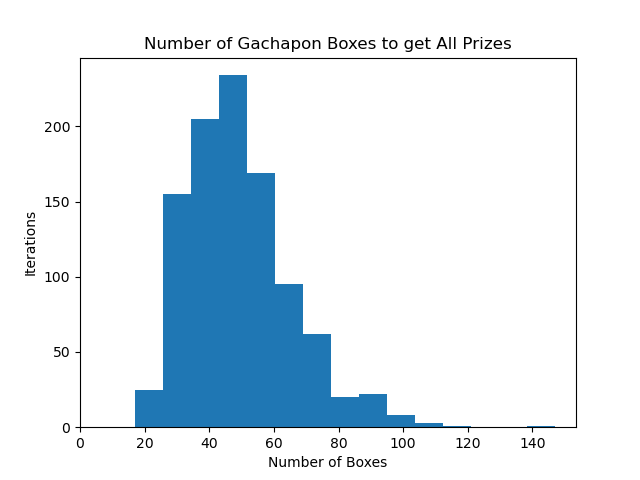 Number of Gachapon Boxes to get All Prizes
200
150
100
50
0
Iterations
0 20 40 60 80 100 120 140
Number of Boxes